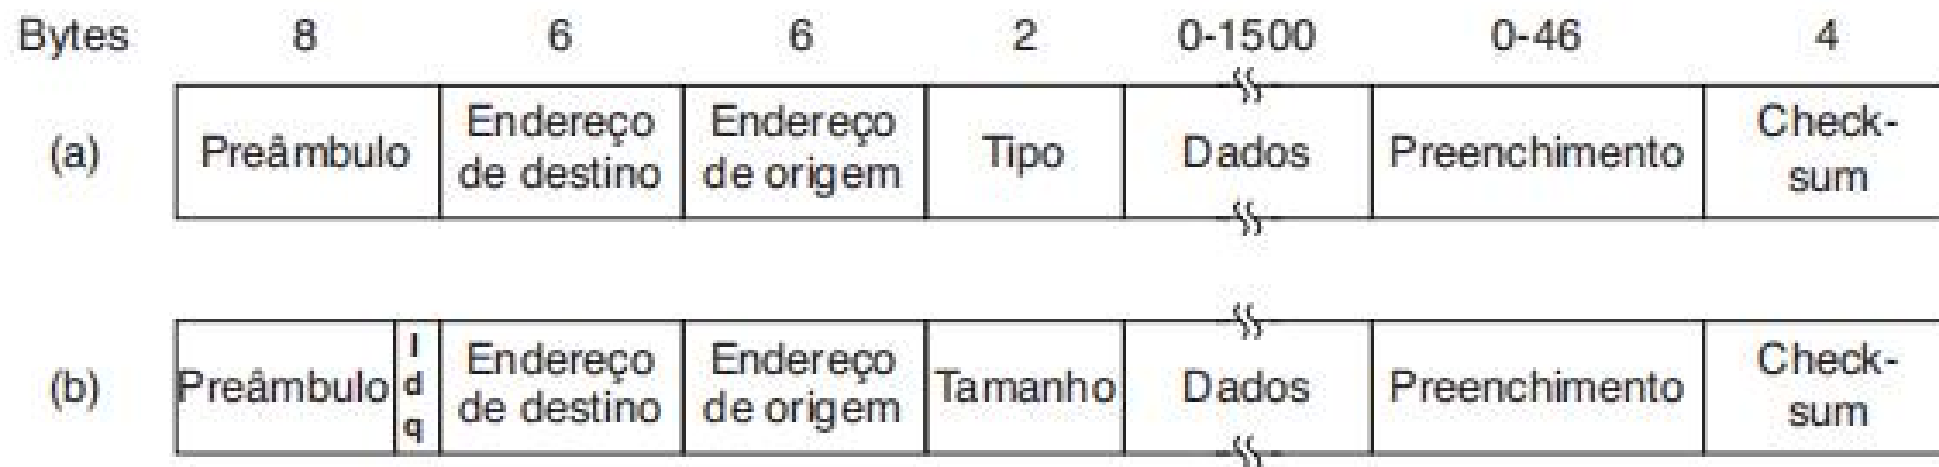 Bytes 8 6 6 2 0-1500 0-46 4
(a) Preâmbulo Endereço de destino Endereço de origem Tipo Dados Preenchimento Check-sum
(b) Preâmbulo I d q Endereço de destino Endereço de origem Tamanho Dados Preenchimento Check-sum